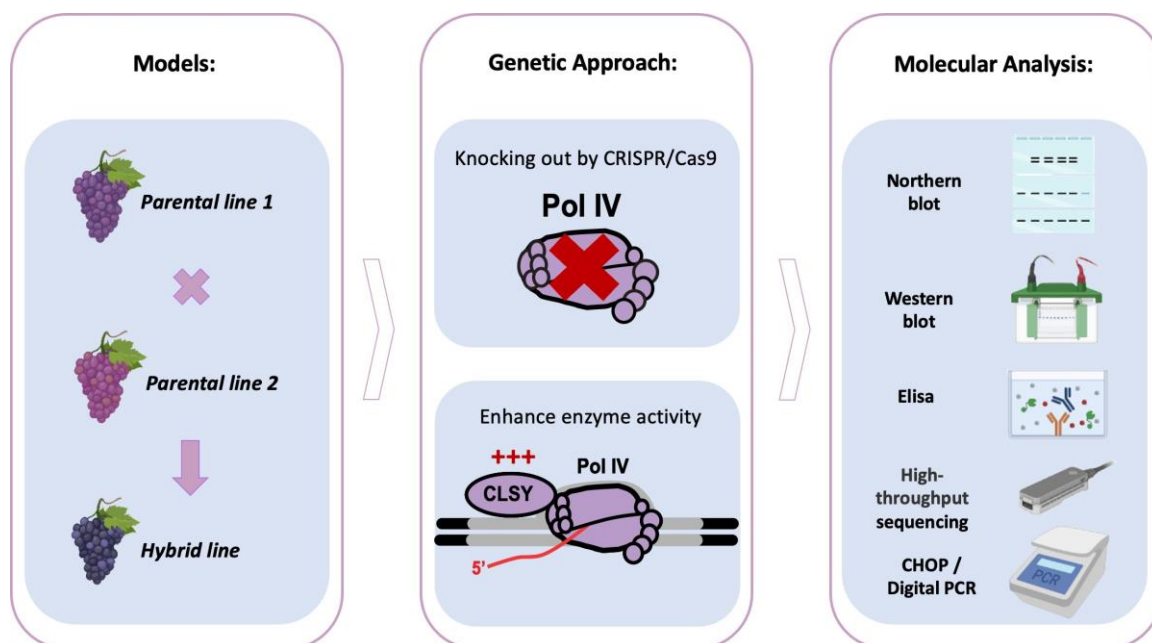 Models:
Parental line 1
Parental line 2
Hybrid line
Genetic Approach:
Knocking out by CRISPR/Cas9
Pol IV
Enhance enzyme activity
+++
Pol IV
CLSY
5’
Molecular Analysis:
Northern
blot
Western
blot
Elisa
High-
throughput
sequencing
CHOP /
Digital PCR
PCR